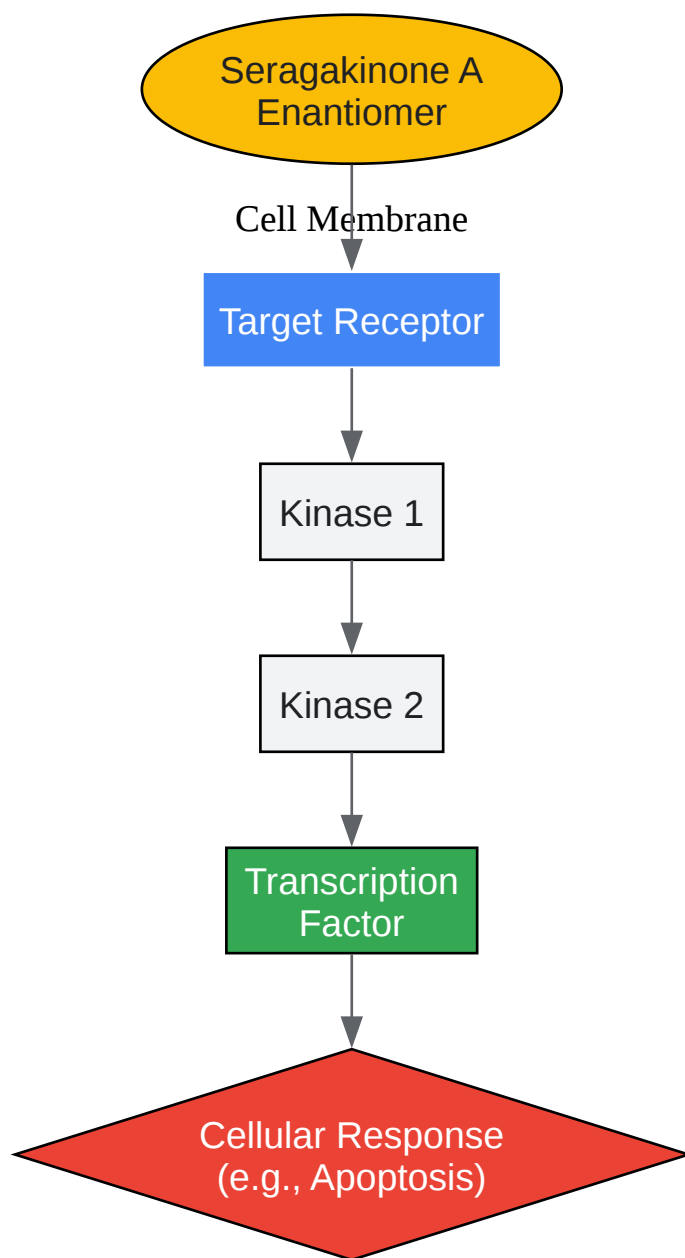 Seragakinone A
Enantiomer
Cell Membrane
Target Receptor
Kinase 1
Kinase 2
Transcription
Factor
Cellular Response
(e.g., Apoptosis)